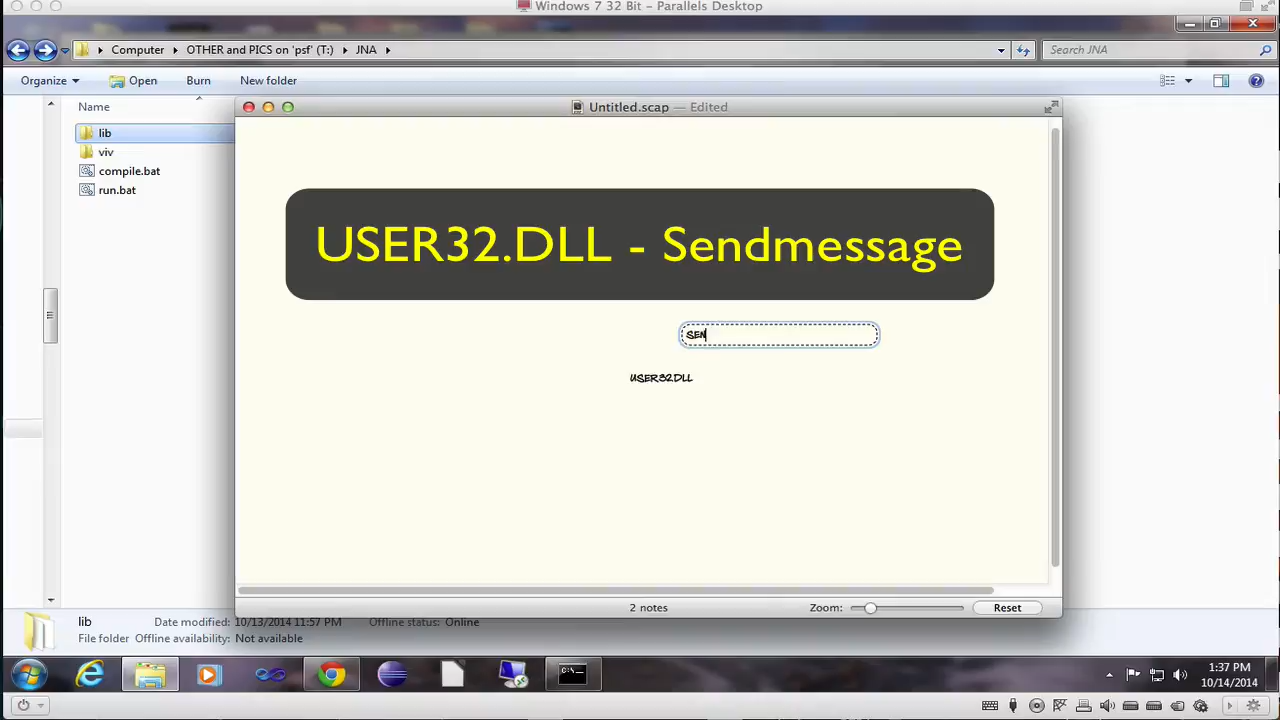 Windows 7 32 Bit - Parallels Desktop
Computer OTHER and PICS on 'psf' (T:) JNA
Search JNA
Organize Open Burn New folder
Name
lib
viv
compile.bat
run.bat
Untitled.scap — Edited
USER32.DLL - Sendmessage
SEN
USER32.DLL
2 notes
Zoom:
Reset
lib Date modified: 10/13/2014 11:57 PM Offline status: Online
File folder Offline availability: Not available
1:37 PM
10/14/2014